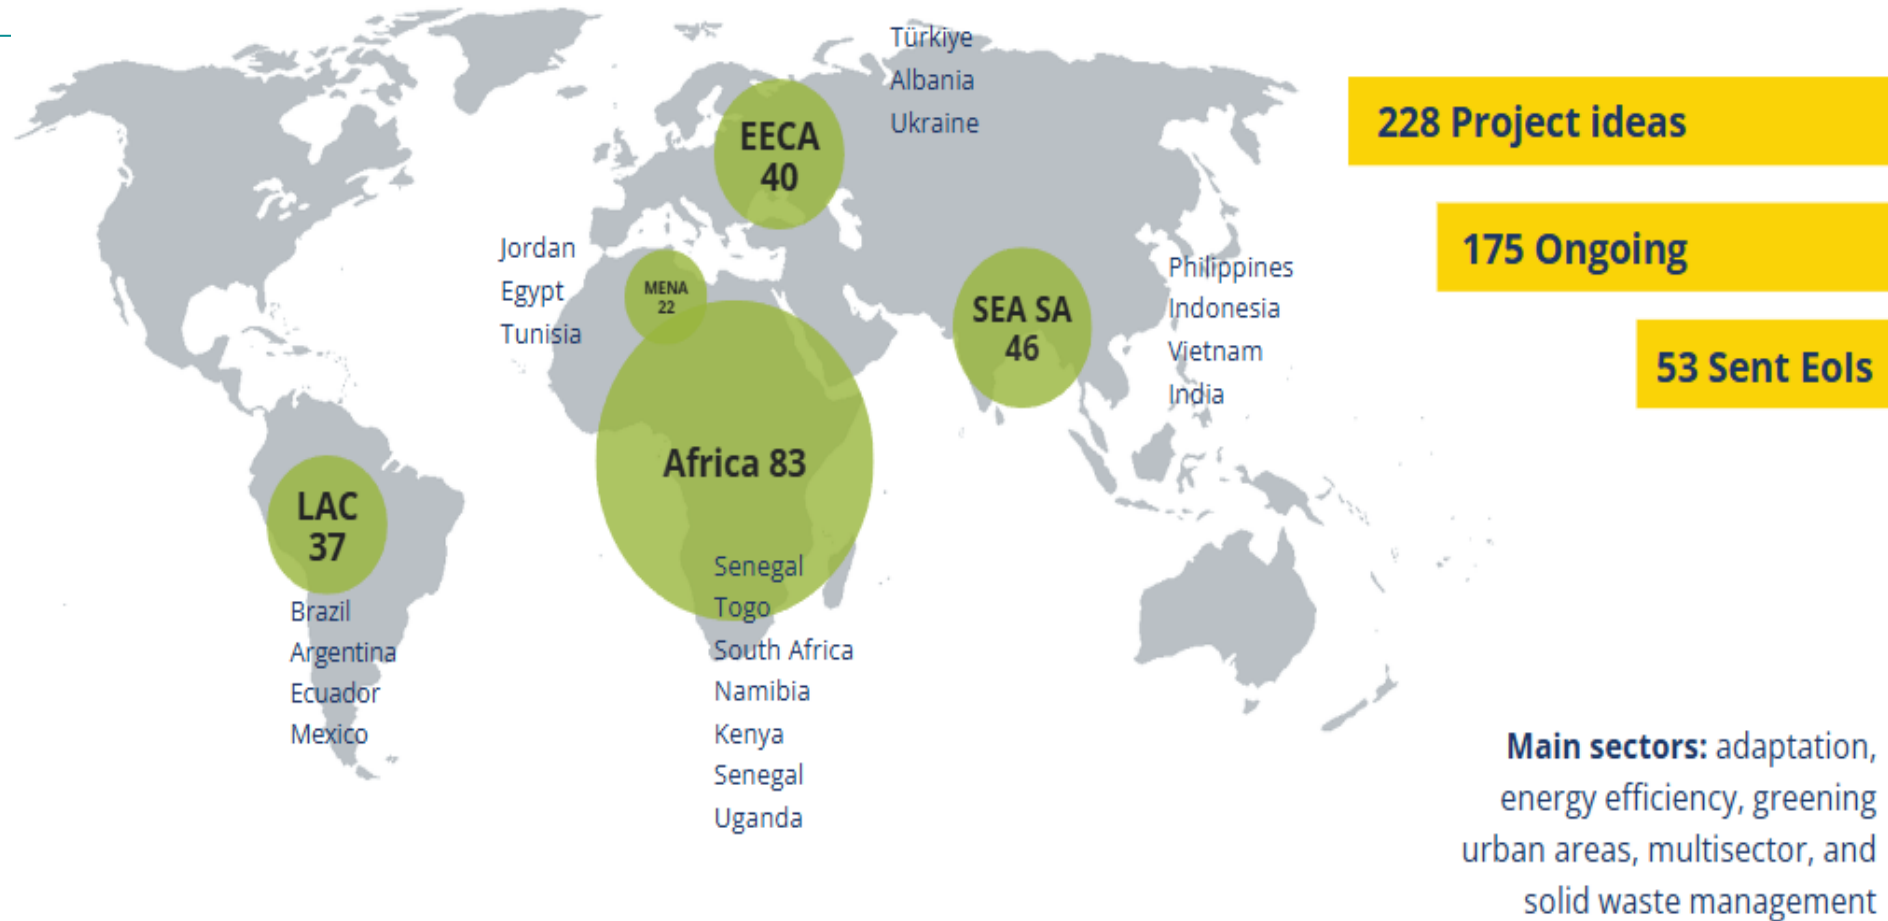 Türkiye
Albania
Ukraine
EECA
40
Jordan
Egypt
Tunisia
MENA
22
SEA SA
46
Philippines
Indonesia
Vietnam
India
Africa 83
Senegal
Togo
South Africa
Namibia
Kenya
Senegal
Uganda
LAC
37
Brazil
Argentina
Ecuador
Mexico
228 Project ideas
175 Ongoing
53 Sent EoIs
Main sectors: adaptation,
energy efficiency, greening
urban areas, multisector, and
solid waste management